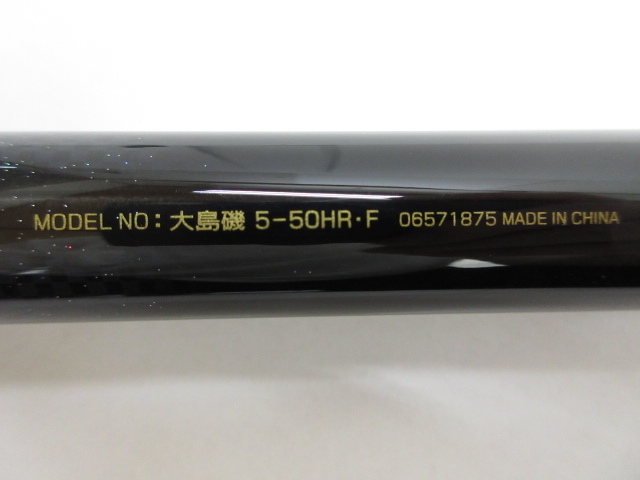 MODEL NO : 大島磯 5-50HR・F 06571875 MADE IN CHINA